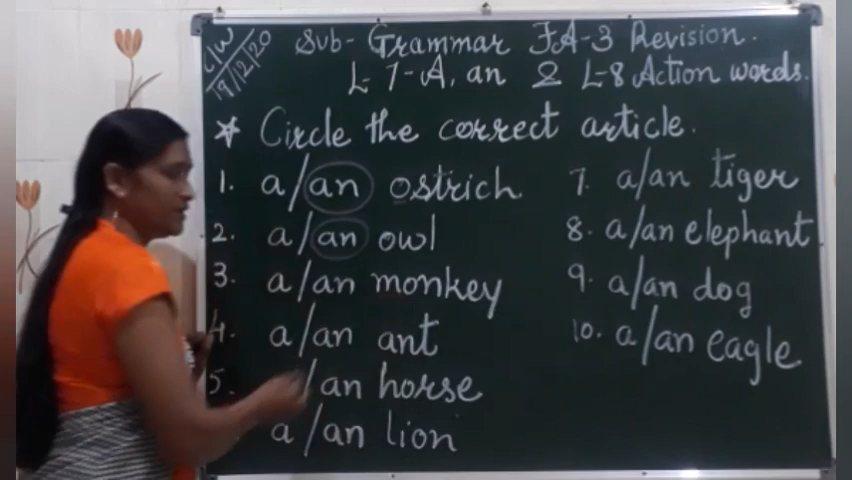 C/W
19/12/20
Sub- Grammar FA-3 Revision.
L- 7-A, an & L-8 Action words.
* Circle the correct article.
1. a/an ostrich
2. a/an owl
3. a/an monkey
4. a/an ant
5. /an horse
a/an lion
7. a/an tiger
8. a/an elephant
9. a/an dog
10. a/an eagle